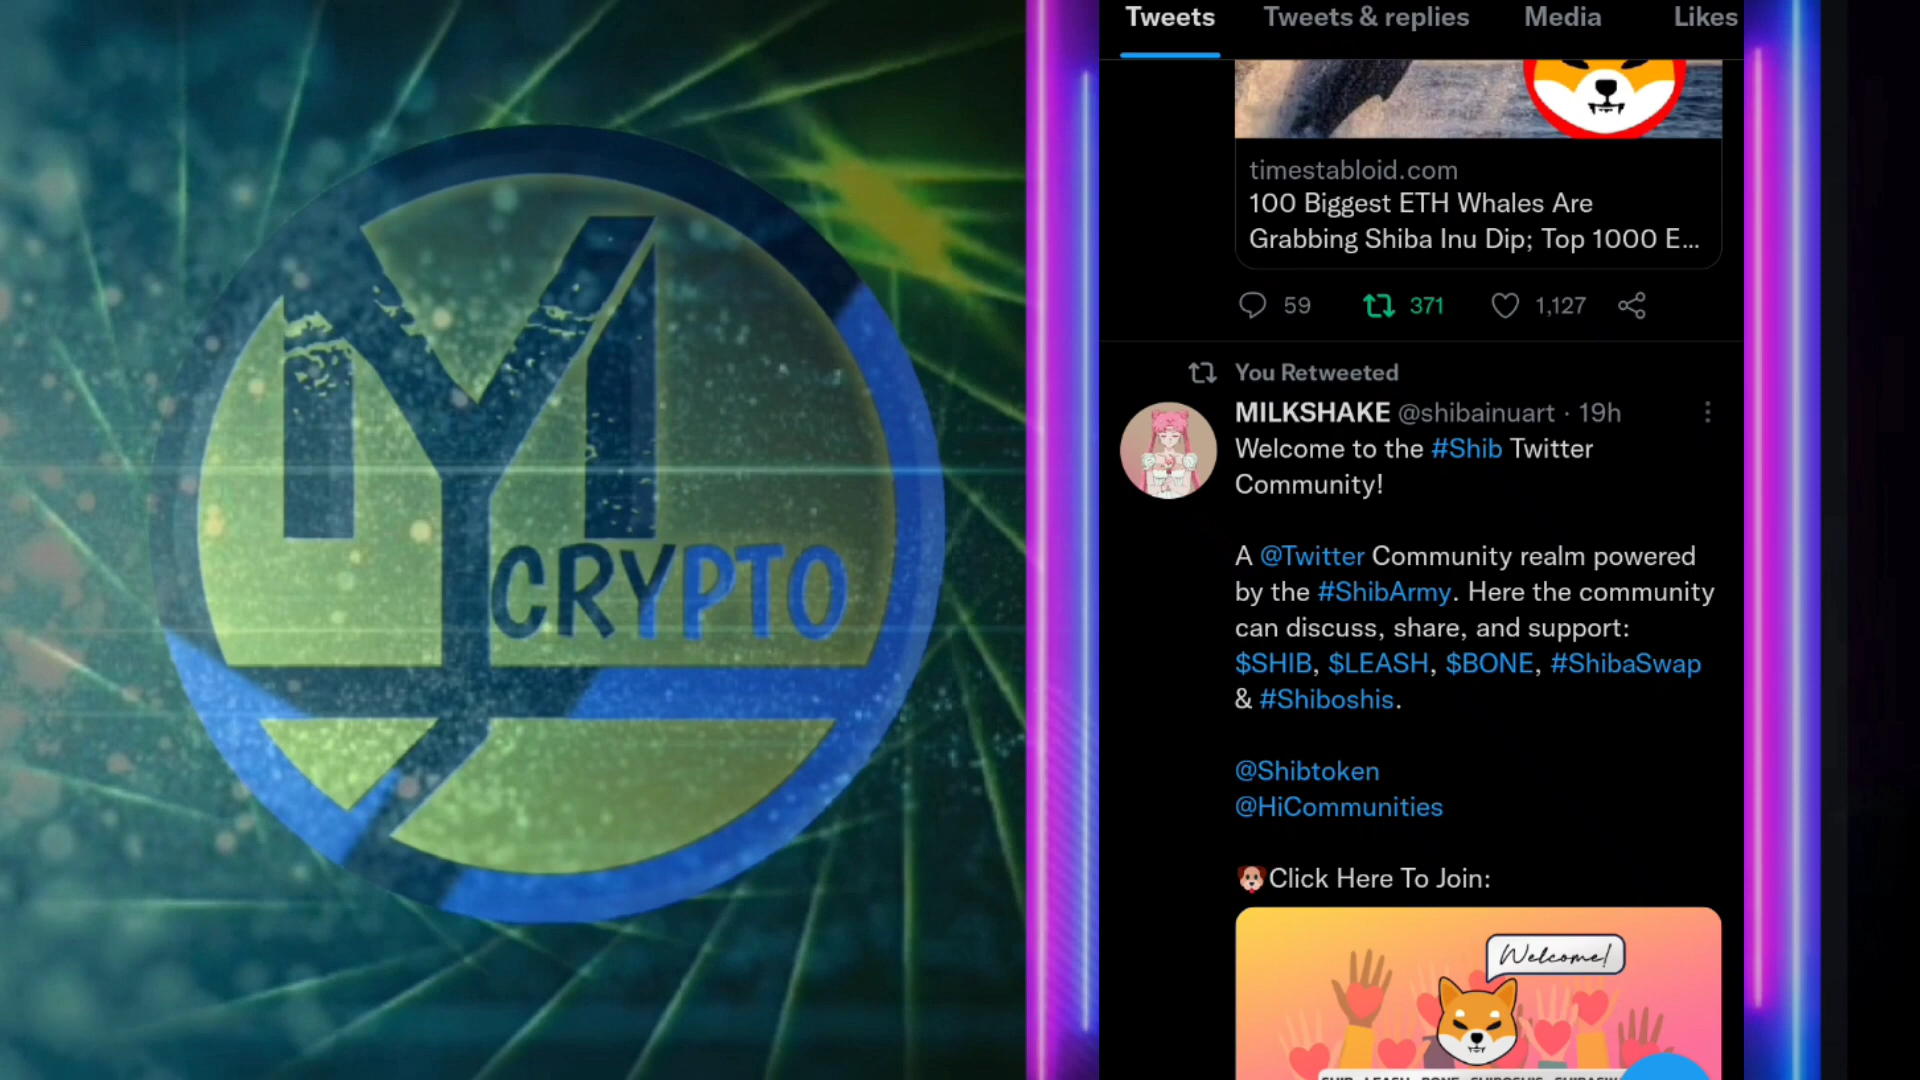 CRYPTO
Tweets Tweets & replies Media Likes
timestabloid.com
100 Biggest ETH Whales Are
Grabbing Shiba Inu Dip; Top 1000 E...
59 371 1,127
You Retweeted
MILKSHAKE @shibainuart · 19h
Welcome to the #Shib Twitter
Community!
A @Twitter Community realm powered
by the #ShibArmy. Here the community
can discuss, share, and support:
$SHIB, $LEASH, $BONE, #ShibaSwap
& #Shiboshis.
@Shibtoken
@HiCommunities
🐶Click Here To Join:
Welcome!